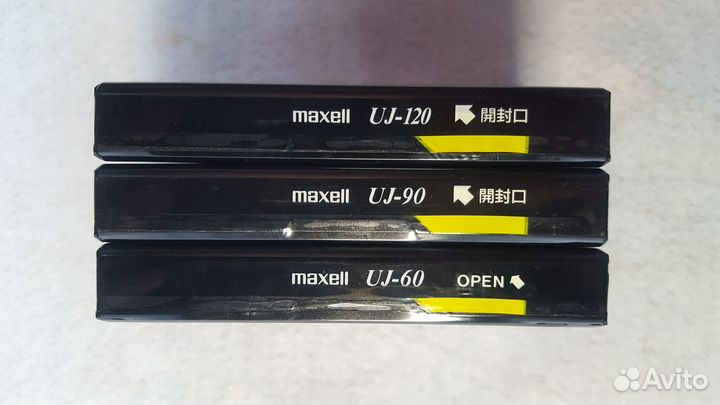 maxell UJ-120 開封口
maxell UJ-90 開封口
maxell UJ-60 OPEN
Avito